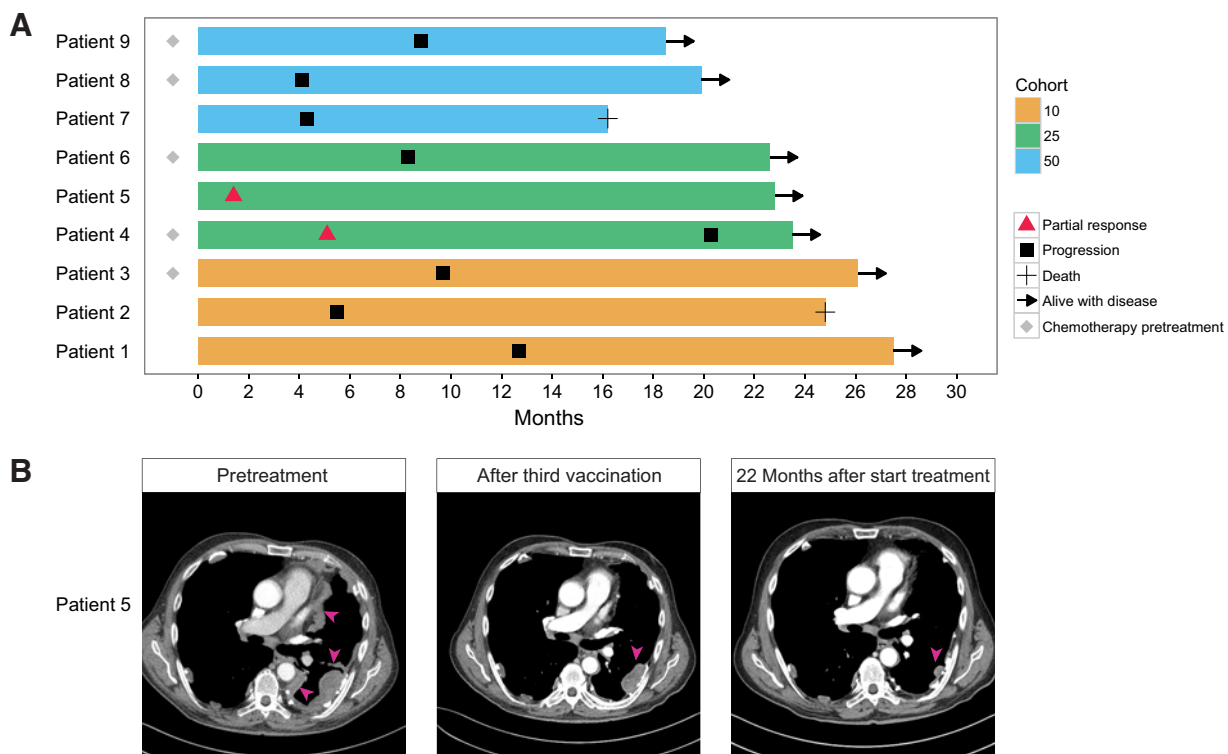 A
Patient 9
Patient 8
Patient 7
Patient 6
Patient 5
Patient 4
Patient 3
Patient 2
Patient 1
0 2 4 6 8 10 12 14 16 18 20 22 24 26 28 30
Months
Cohort
10
25
50
Partial response
Progression
Death
Alive with disease
Chemotherapy pretreatment
B
Pretreatment
After third vaccination
22 Months after start treatment
Patient 5